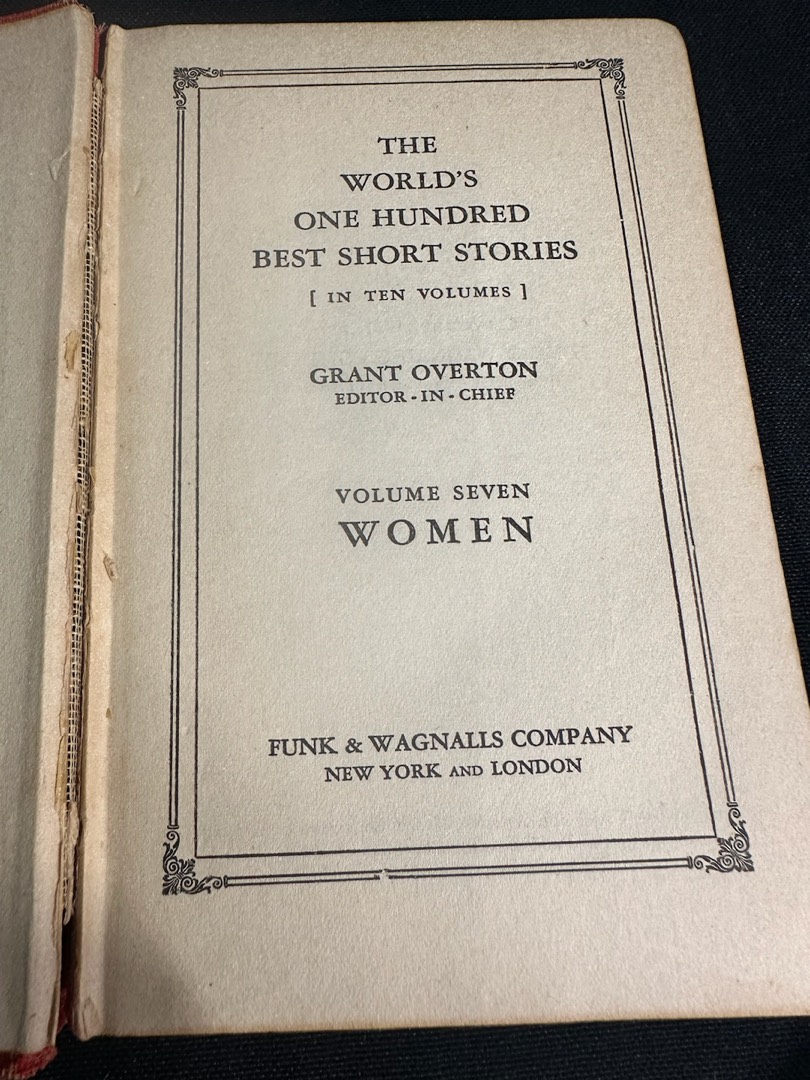 THE
WORLD'S
ONE HUNDRED
BEST SHORT STORIES
[ IN TEN VOLUMES ]
GRANT OVERTON
EDITOR-IN-CHIEF
VOLUME SEVEN
WOMEN
FUNK & WAGNALLS COMPANY
NEW YORK AND LONDON